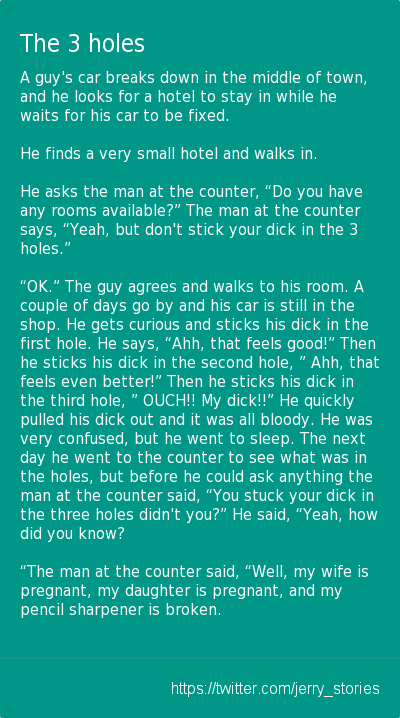 The 3 holes
A guy's car breaks down in the middle of town,
and he looks for a hotel to stay in while he
waits for his car to be fixed.
He finds a very small hotel and walks in.
He asks the man at the counter, “Do you have
any rooms available?” The man at the counter
says, “Yeah, but don't stick your dick in the 3
holes.”
“OK.” The guy agrees and walks to his room. A
couple of days go by and his car is still in the
shop. He gets curious and sticks his dick in the
first hole. He says, “Ahh, that feels good!” Then
he sticks his dick in the second hole, ” Ahh, that
feels even better!” Then he sticks his dick in
the third hole, ” OUCH!! My dick!!” He quickly
pulled his dick out and it was all bloody. He was
very confused, but he went to sleep. The next
day he went to the counter to see what was in
the holes, but before he could ask anything the
man at the counter said, “You stuck your dick in
the three holes didn't you?” He said, “Yeah, how
did you know?
“The man at the counter said, “Well, my wife is
pregnant, my daughter is pregnant, and my
pencil sharpener is broken.
https://twitter.com/jerry_stories